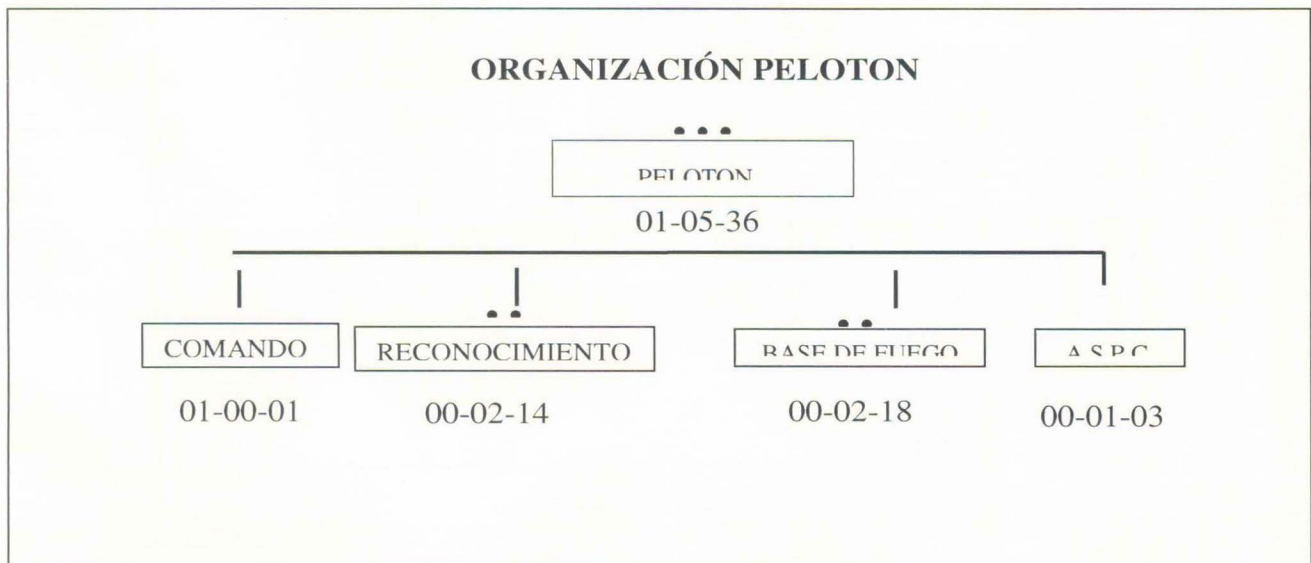 ORGANIZACIÓN PELOTON
PELOTON
01-05-36
COMANDO
RECONOCIMIENTO
BASE DE FUEGO
A.S.P.C.
01-00-01
00-02-14
00-02-18
00-01-03